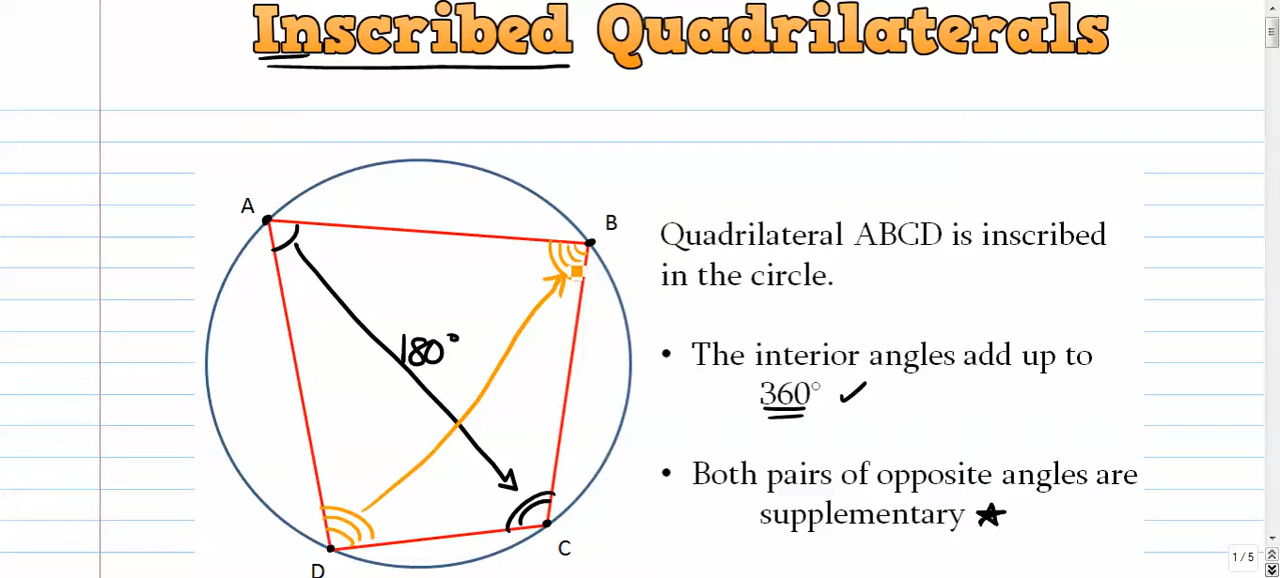 Inscribed Quadrilaterals
A
B
Quadrilateral ABCD is inscribed
in the circle.
180°
• The interior angles add up to
360°
• Both pairs of opposite angles are
supplementary
C
D
1 / 5